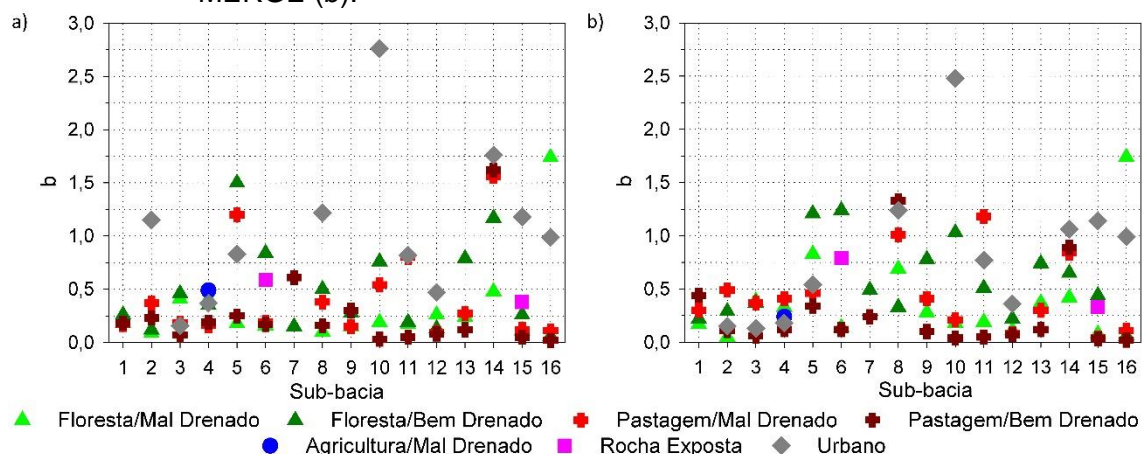 MERGE (b).
a) b)
3,0 3,0
2,5 2,5
2,0 2,0
b 1,5 b 1,5
1,0 1,0
0,5 0,5
0,0 0,0
1 2 3 4 5 6 7 8 9 10 11 12 13 14 15 16 1 2 3 4 5 6 7 8 9 10 11 12 13 14 15 16
Sub-bacia Sub-bacia
Floresta/Mal Drenado Floresta/Bem Drenado Pastagem/Mal Drenado Pastagem/Bem Drenado
Agricultura/Mal Drenado Rocha Exposta Urbano